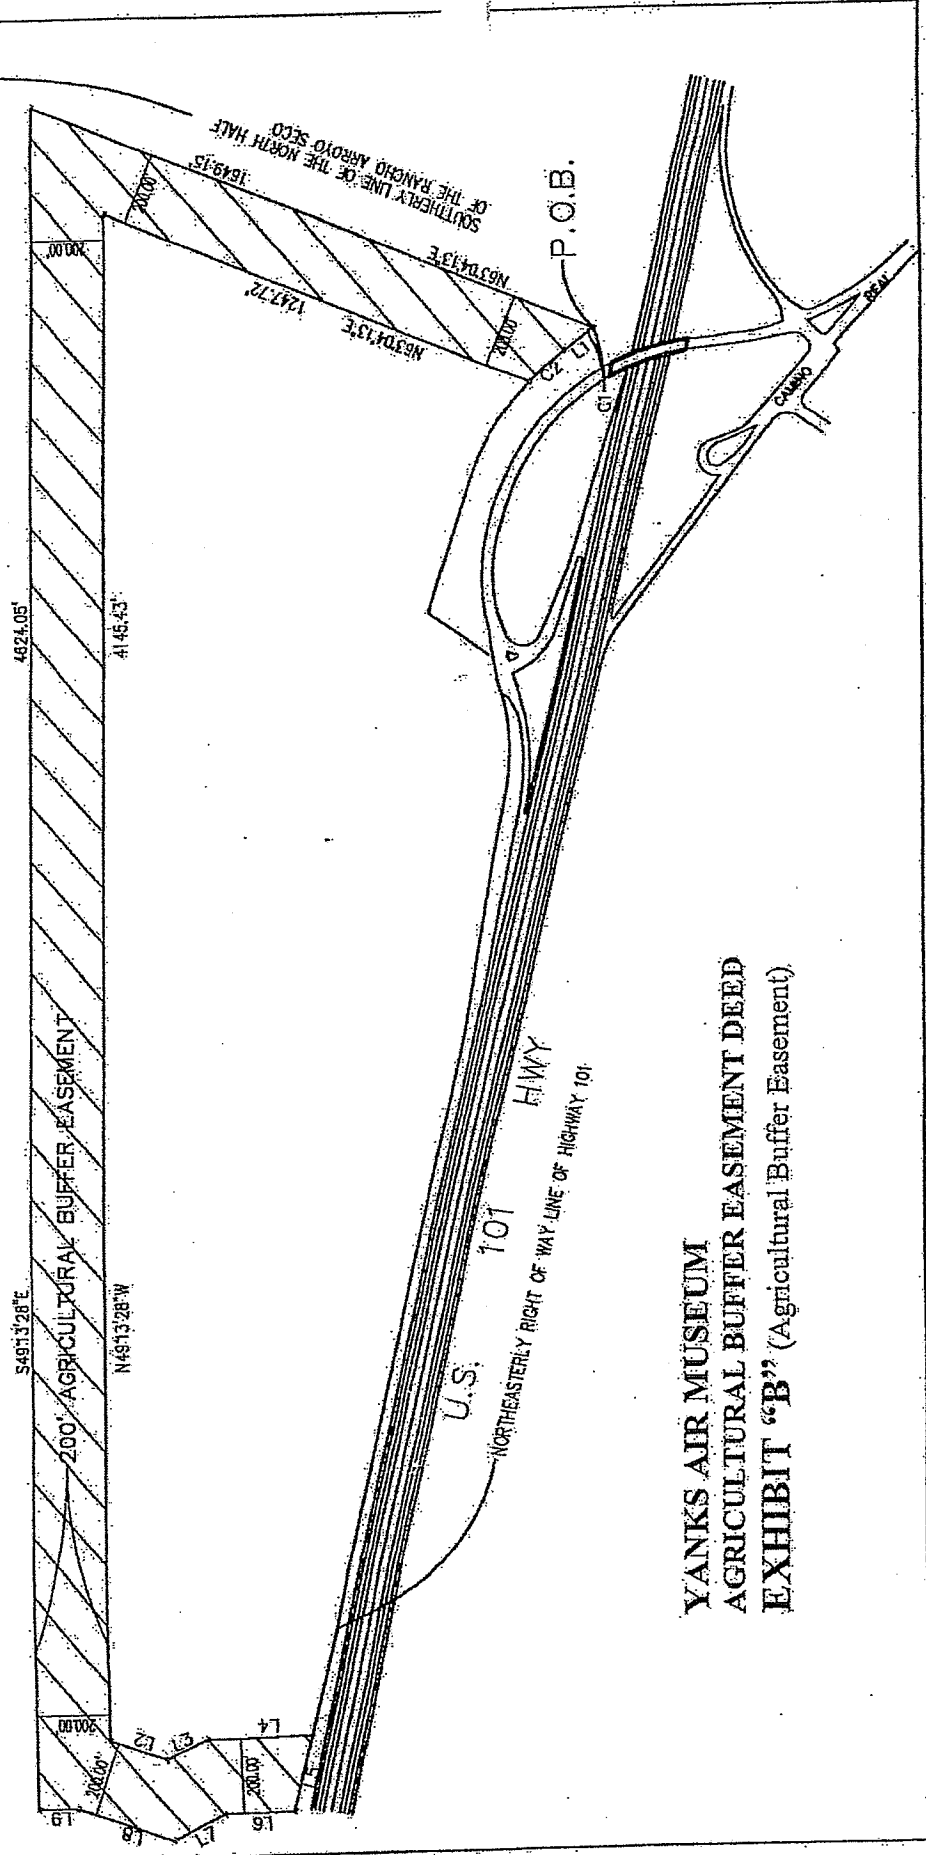 SOUTHERLY LINE OF THE NORTH HALF
OF THE RANCHO ARROYO SECO
1649.15'
N63°04'13"E
200.00'
200.00'
1247.72'
N63°04'13"E
200.00
P.O.B.
C2
L1
C1
CAMINO
REAL
4624.05'
4145.43'
S49°13'28"E
N49°13'28"W
200' AGRICULTURAL BUFFER EASEMENT
200.00'
200.00'
200.00
L2
L3
L4
L5
L6
L7
L8
L9
U.S. 101 HWY
NORTHEASTERLY RIGHT OF WAY LINE OF HIGHWAY 101
YANKS AIR MUSEUM
AGRICULTURAL BUFFER EASEMENT DEED
EXHIBIT “B” (Agricultural Buffer Easement)